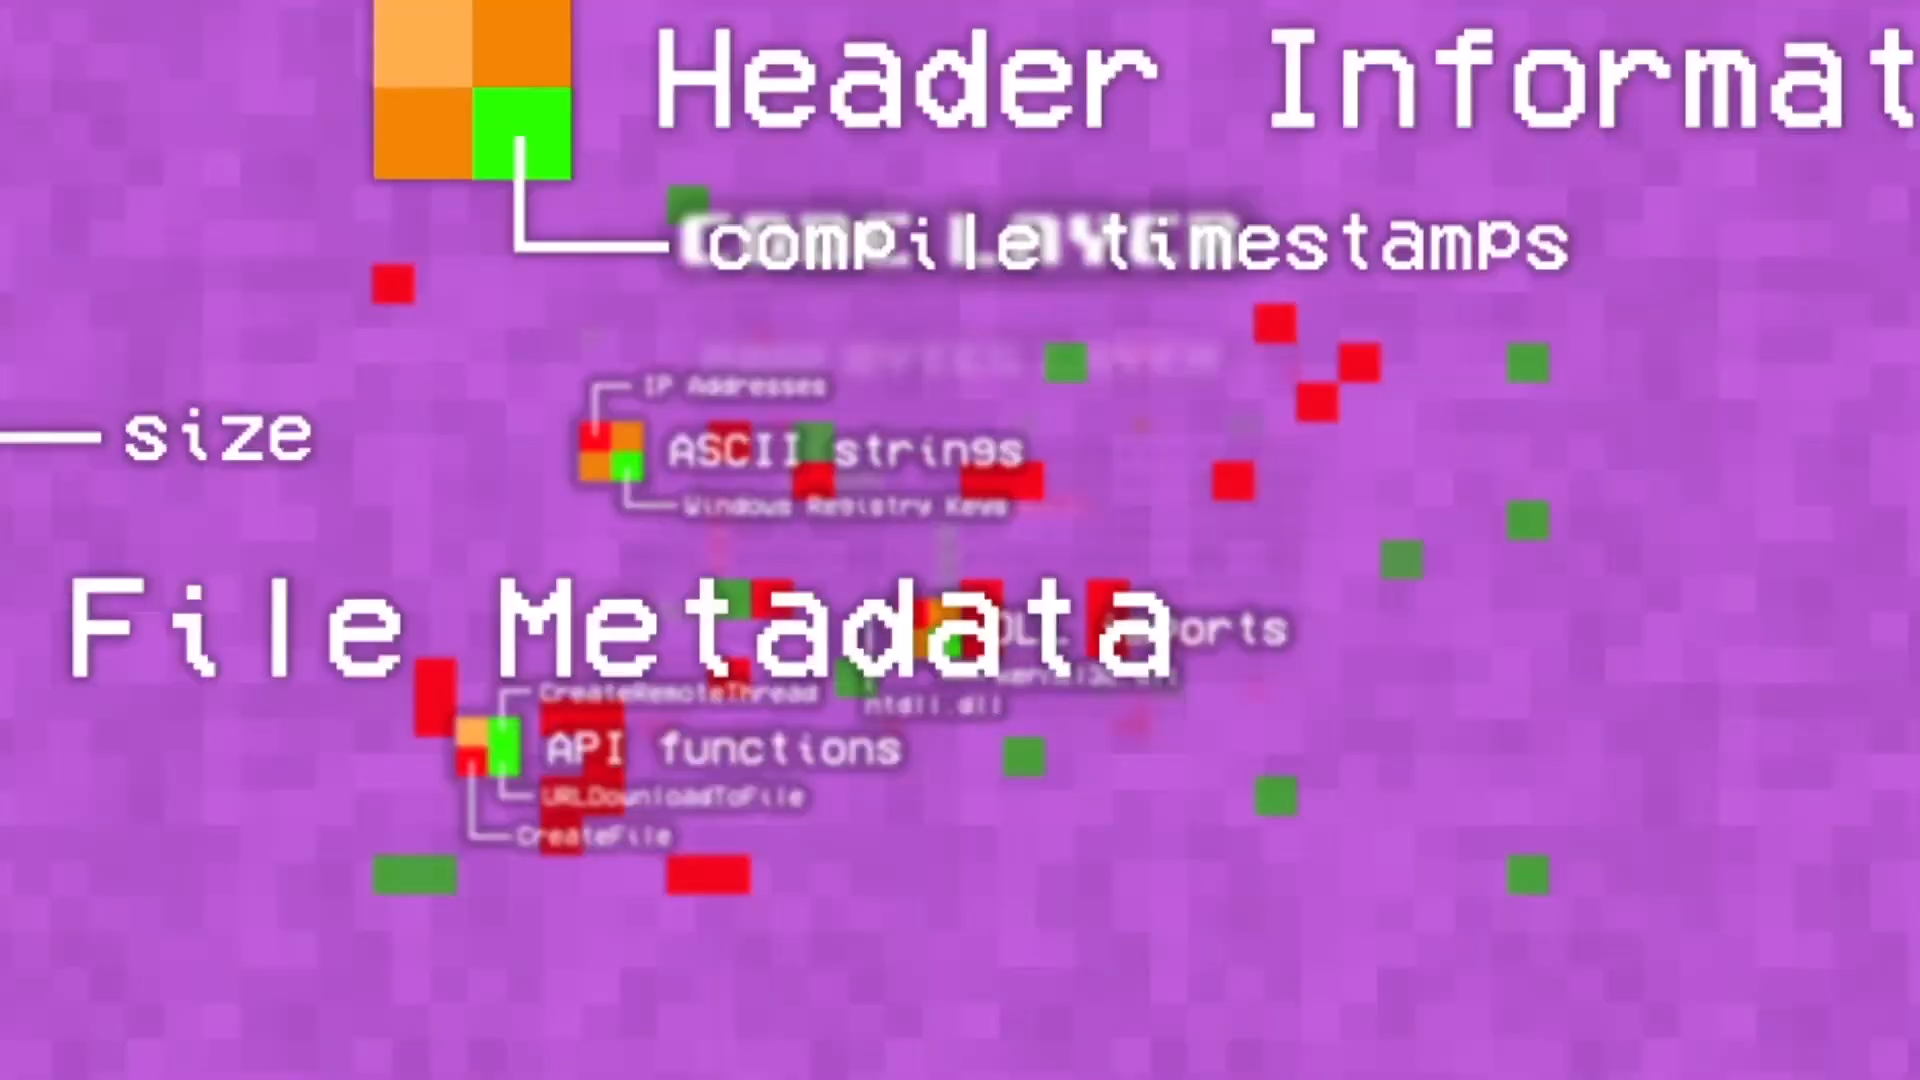 Header Informat
compile timestamps
IP Addresses
size
ASCII strings
Windows Registry Keys
File Metadata
CreateRemoteThread
ntdll.dll
API functions
URLDownloadToFile
CreateFile